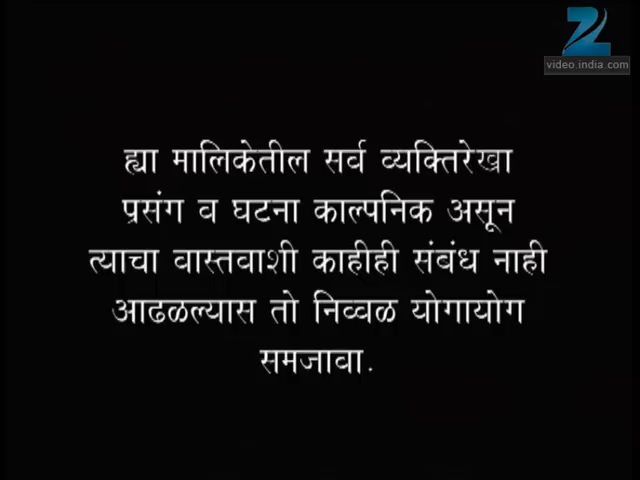 Z
video.india.com
ह्या मालिकेतील सर्व व्यक्तिरेखा
प्रसंग व घटना काल्पनिक असून
त्याचा वास्तवाशी काहीही संबंध नाही
आढळल्यास तो निव्वळ योगायोग
समजावा.